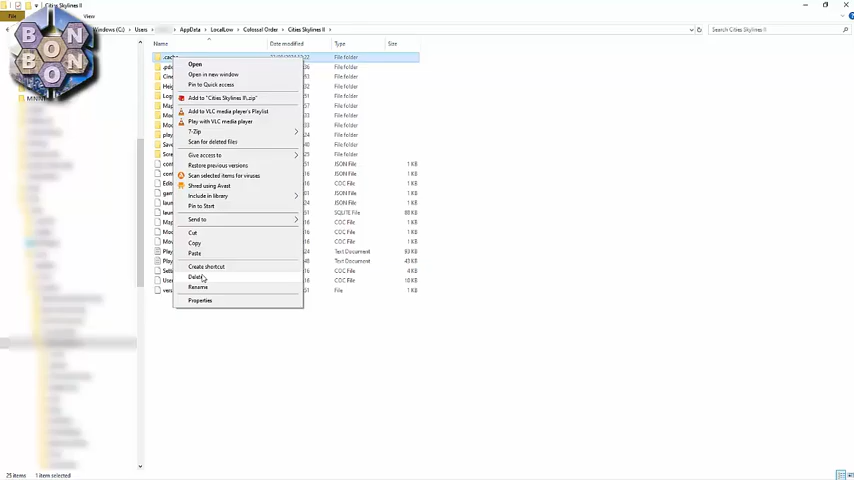 Cities Skylines II
File
View
Windows (C:) › Users › AppData › LocalLow › Colossal Order › Cities Skylines II ›
Search Cities Skylines II
BON
BON
Name
Date modified
Type
Size
.cache
File folder
Open
File folder
Open in new window
File folder
Pin to Quick access
File folder
Add to "Cities Skylines II\.zip"
File folder
Add to VLC media player's Playlist
File folder
Play with VLC media player
File folder
7-Zip
File folder
Scan for deleted files
File folder
Give access to
File folder
Restore previous versions
JSON File
1 KB
Scan selected items for viruses
JSON File
1 KB
Shred using Avast
COC File
1 KB
Include in library
JSON File
1 KB
Pin to Start
JSON File
1 KB
Send to
SQLITE File
88 KB
COC File
1 KB
Cut
COC File
1 KB
Copy
COC File
1 KB
Paste
Text Document
93 KB
Create shortcut
Text Document
43 KB
Delete
COC File
4 KB
Rename
COC File
1 KB
Properties
File
1 KB
25 items
1 item selected